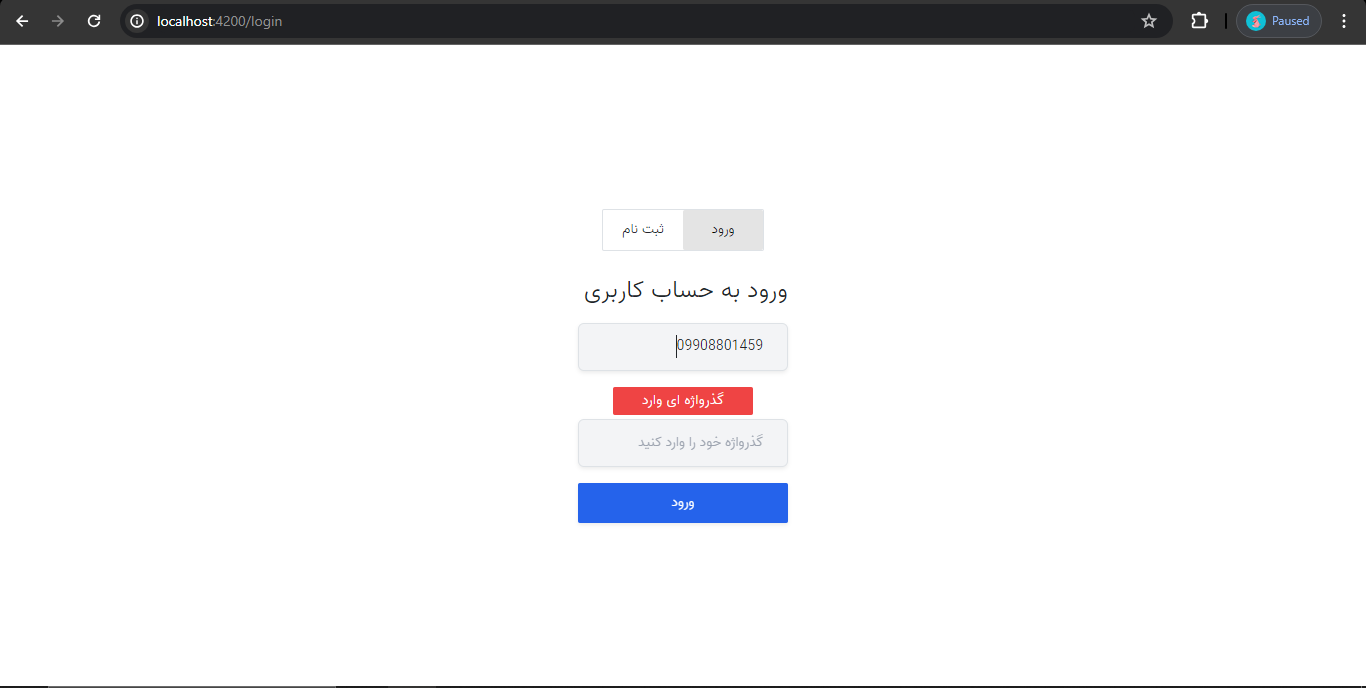 localhost:4200/login
Paused
ورود
ثبت نام
ورود به حساب کاربری
09908801459
گذرواژه ای وارد
گذرواژه خود را وارد کنید
ورود